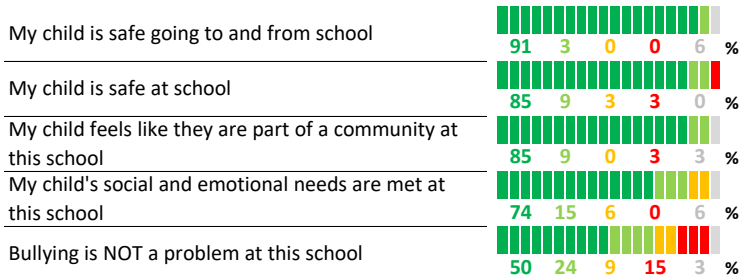 My child is safe going to and from school
91 3 0 0 6 %
My child is safe at school
85 9 3 3 0 %
My child feels like they are part of a community at
this school
85 9 0 3 3 %
My child's social and emotional needs are met at
this school
74 15 6 0 6 %
Bullying is NOT a problem at this school
50 24 9 15 3 %